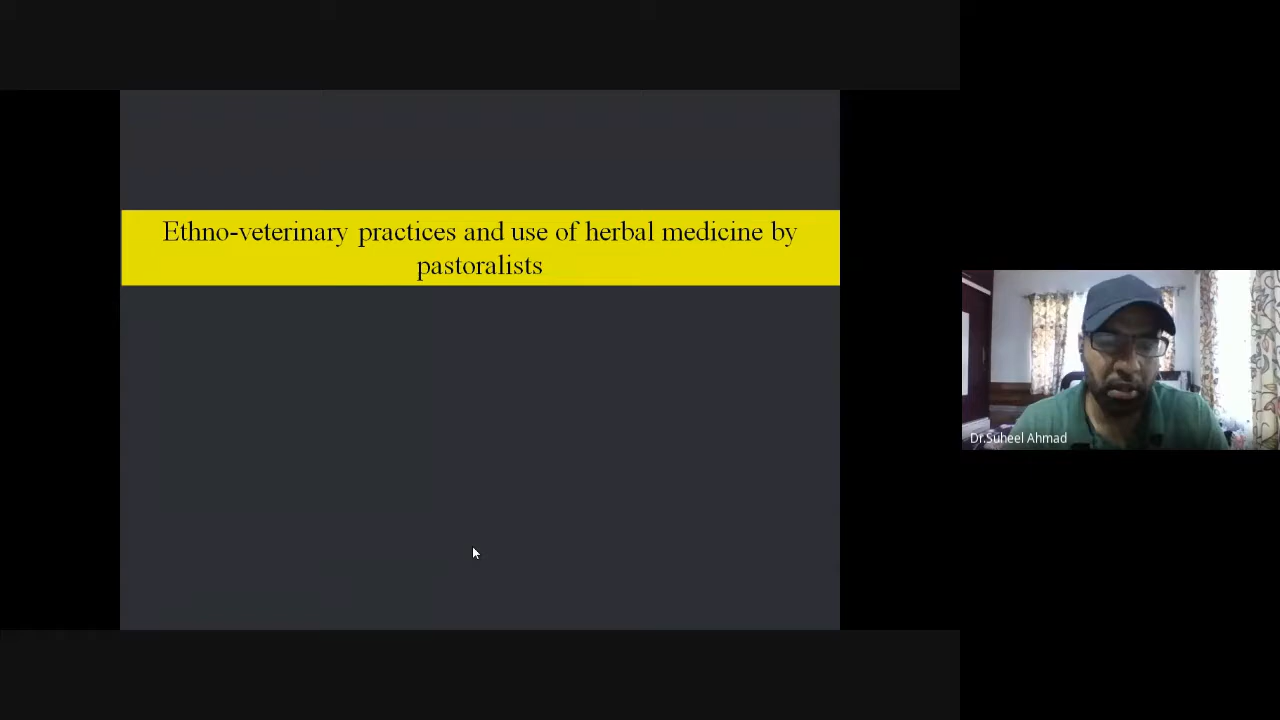 Ethno-veterinary practices and use of herbal medicine by
pastoralists
Dr.Suheel Ahmad